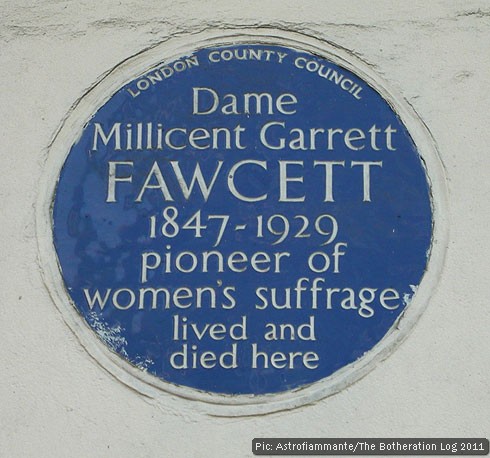 LONDON COUNTY COUNCIL
Dame
Millicent Garrett
FAWCETT
1847-1929
pioneer of
women's suffrage
lived and
died here
Pic: Astrofiammante/The Botheration Log 2011